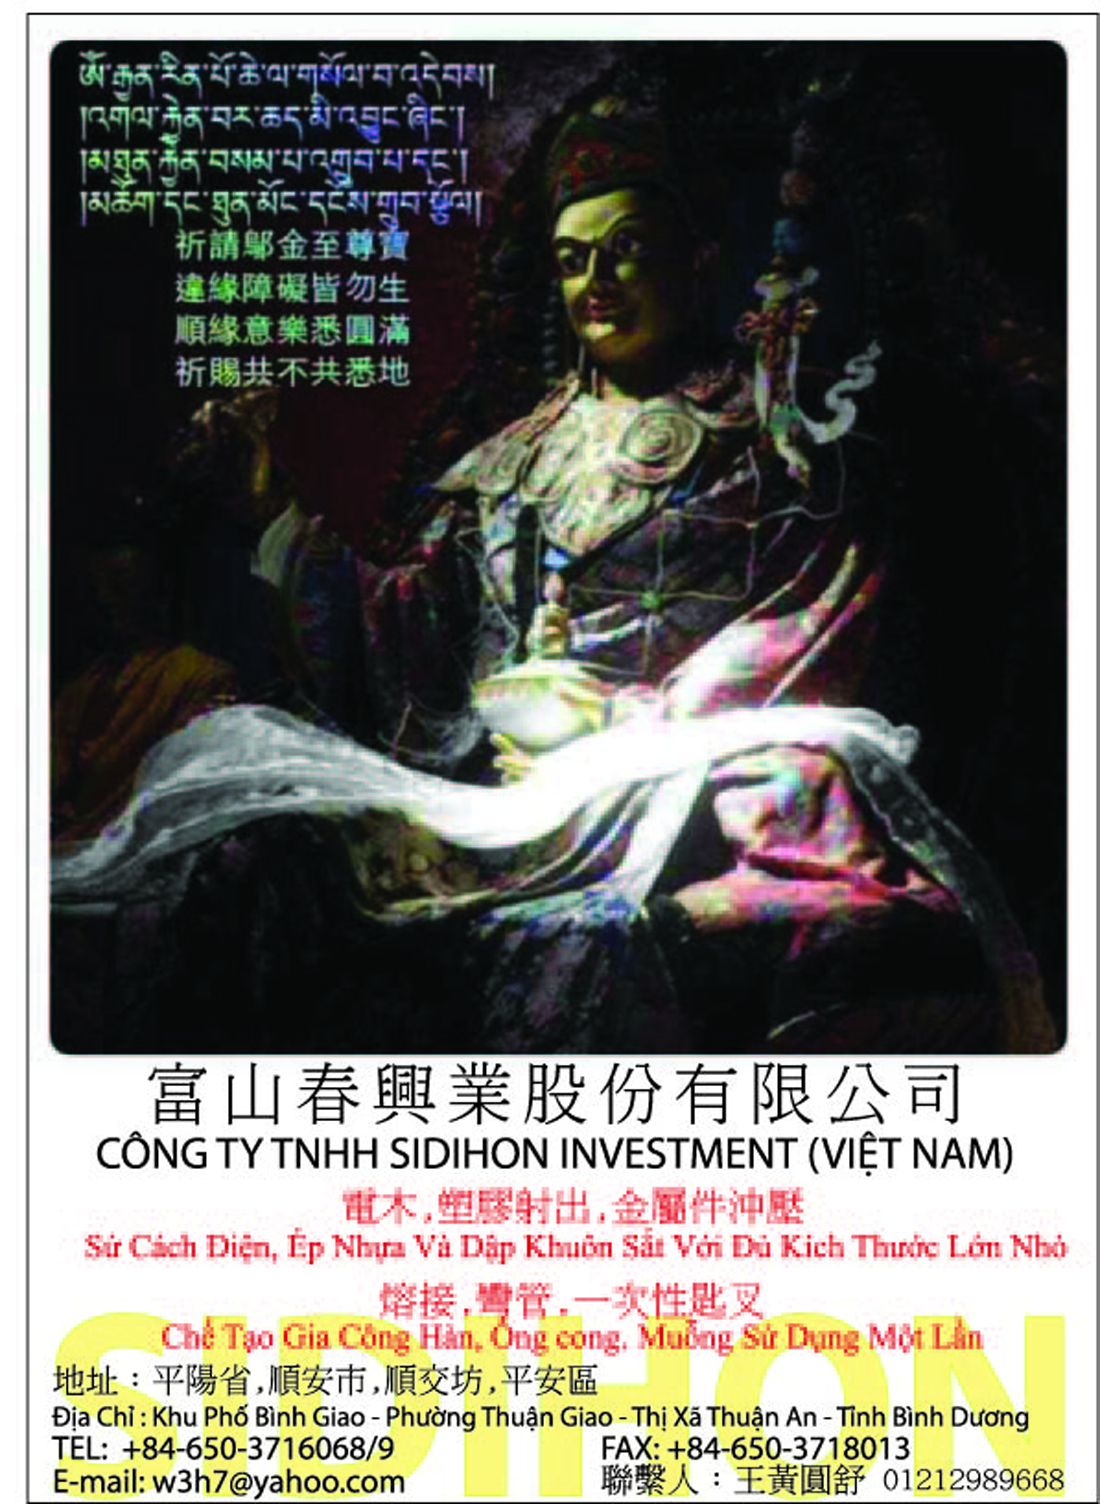 ཨོ་རྒྱན་རིན་པོ་ཆེ་ལ་གསོལ་བ་འདེབས།
།འགལ་རྐྱེན་བར་ཆད་མི་འབྱུང་ཞིང་།
།མཐུན་རྐྱེན་བསམ་པ་འགྲུབ་པ་དང་།
།མཆོག་དང་ཐུན་མོང་དངོས་གྲུབ་སྩོལ།
祈請鄔金至尊寶
違緣障礙皆勿生
順緣意樂悉圓滿
祈賜共不共悉地
富山春興業股份有限公司
CÔNG TY TNHH SIDIHON INVESTMENT (VIỆT NAM)
電木,塑膠射出,金屬件沖壓
Sứ Cách Điện, Ép Nhựa Và Dập Khuôn Sắt Với Đủ Kích Thước Lớn Nhỏ
熔接,彎管,一次性匙叉
Chế Tạo Gia Công Hàn, Ống cong. Muỗng Sử Dụng Một Lần
SIDIHON
地址：平陽省,順安市,順交坊,平安區
Địa Chỉ : Khu Phố Bình Giao - Phường Thuận Giao - Thị Xã Thuận An - Tỉnh Bình Dương
TEL: +84-650-3716068/9 FAX: +84-650-3718013
E-mail: w3h7@yahoo.com 聯繫人：王黃圓舒 01212989668